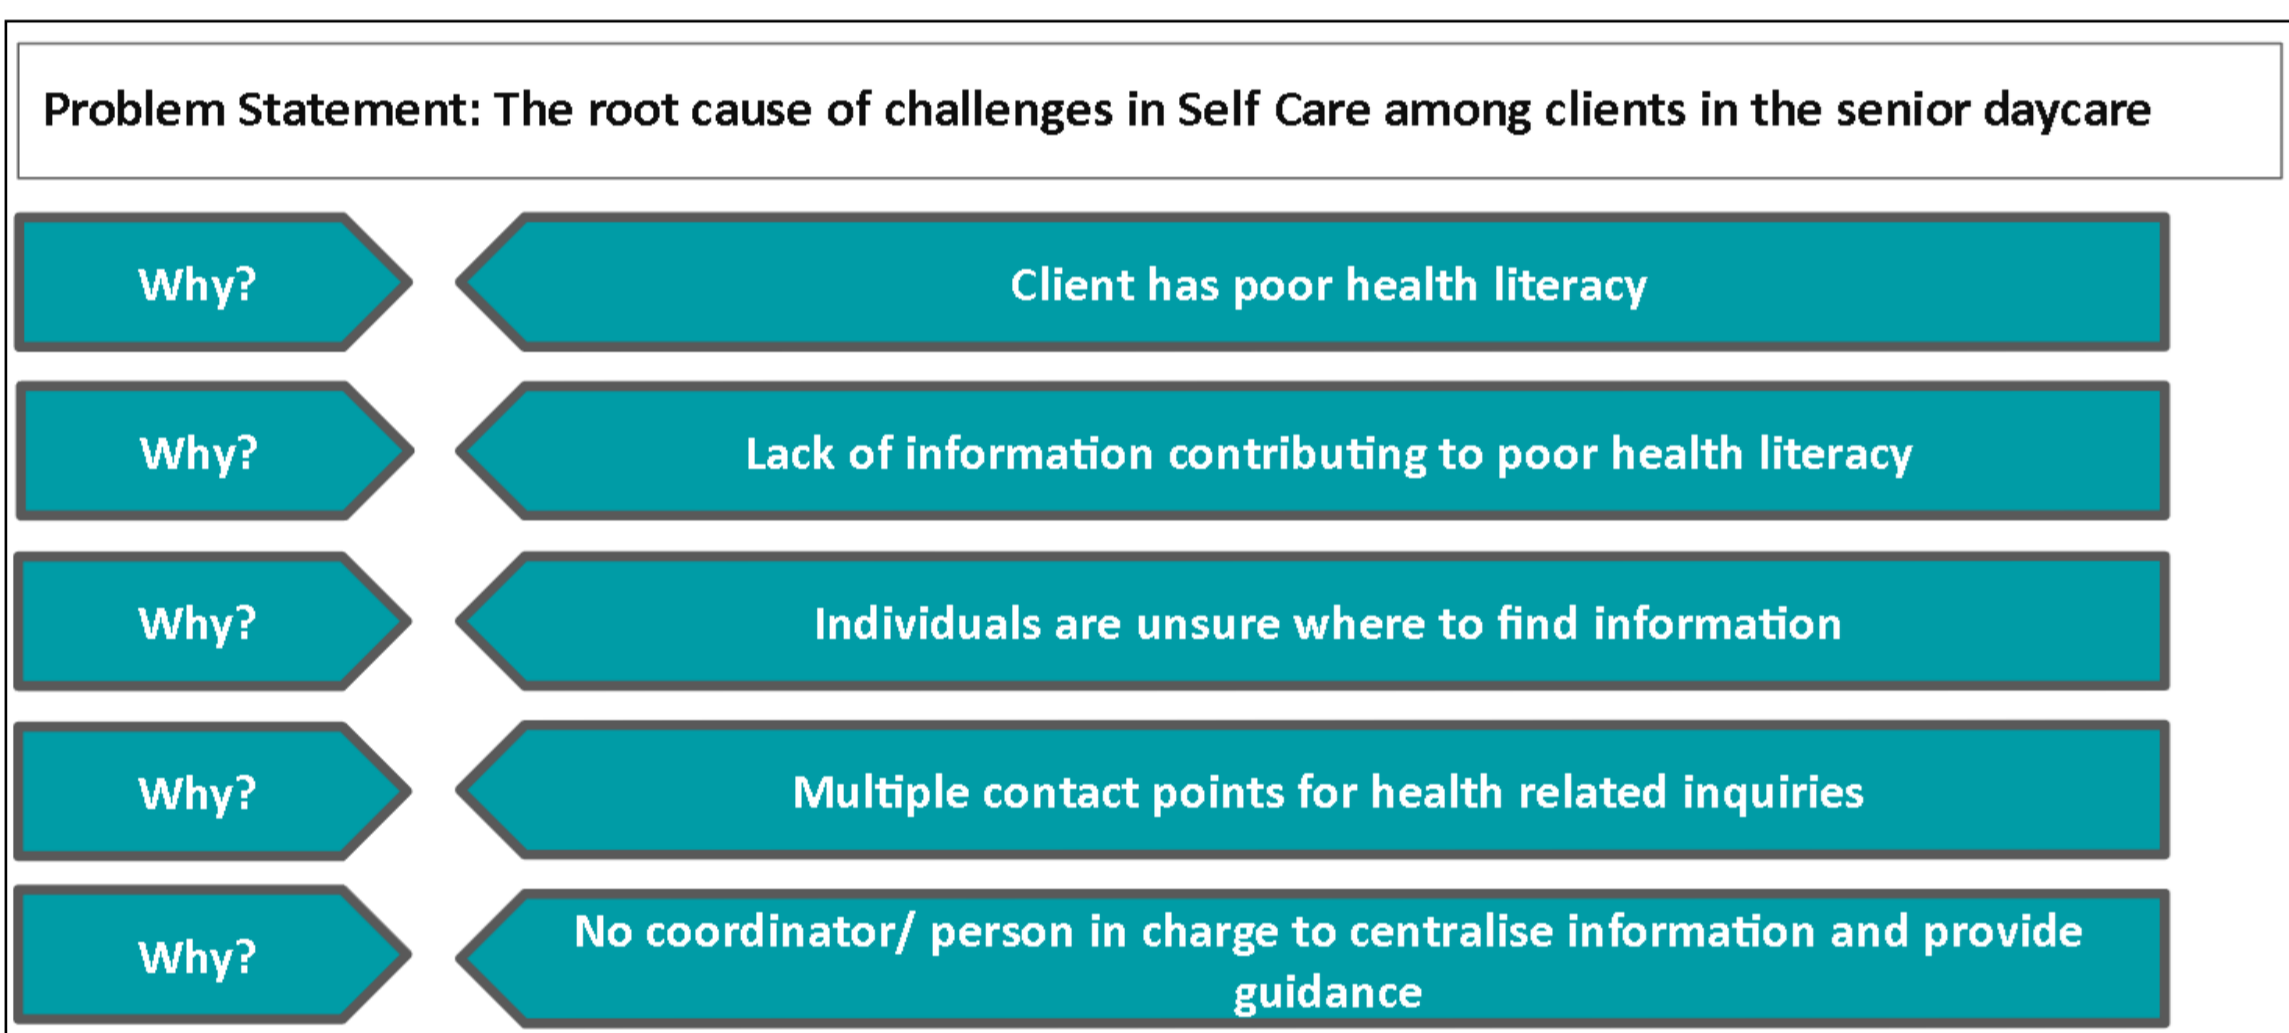 Problem Statement: The root cause of challenges in Self Care among clients in the senior daycare
Why?
Client has poor health literacy
Why?
Lack of information contributing to poor health literacy
Why?
Individuals are unsure where to find information
Why?
Multiple contact points for health related inquiries
Why?
No coordinator/ person in charge to centralise information and provide
guidance